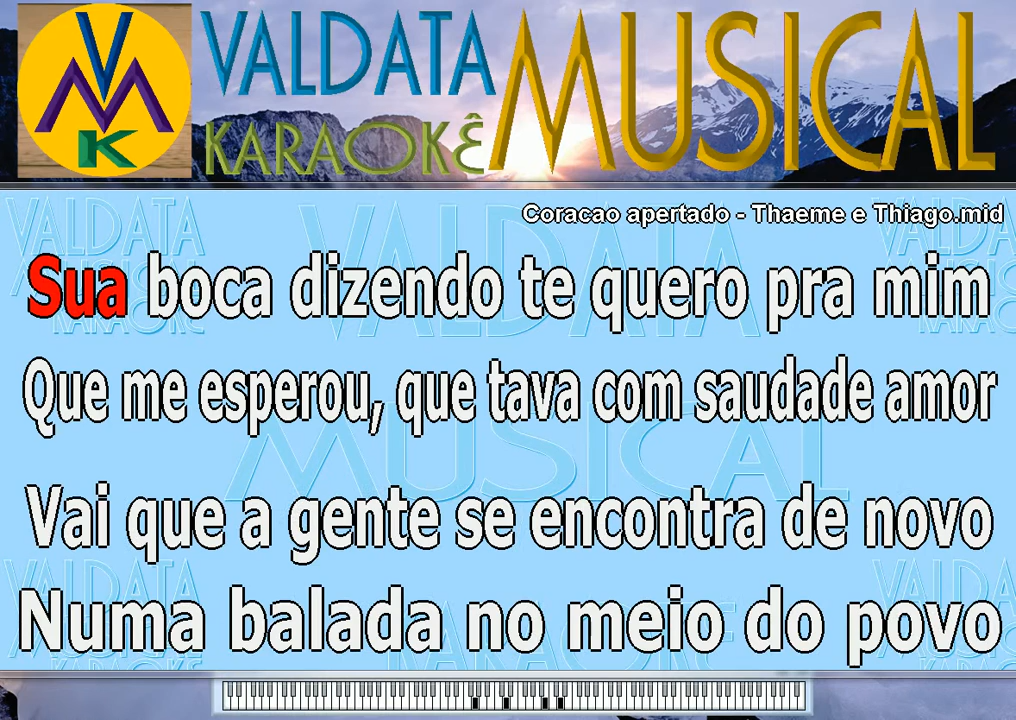 VALDATA MUSICAL
KARAOKÊ
VMK
Coracao apertado - Thaeme e Thiago.mid
Sua boca dizendo te quero pra mim
Que me esperou, que tava com saudade amor
Vai que a gente se encontra de novo
Numa balada no meio do povo